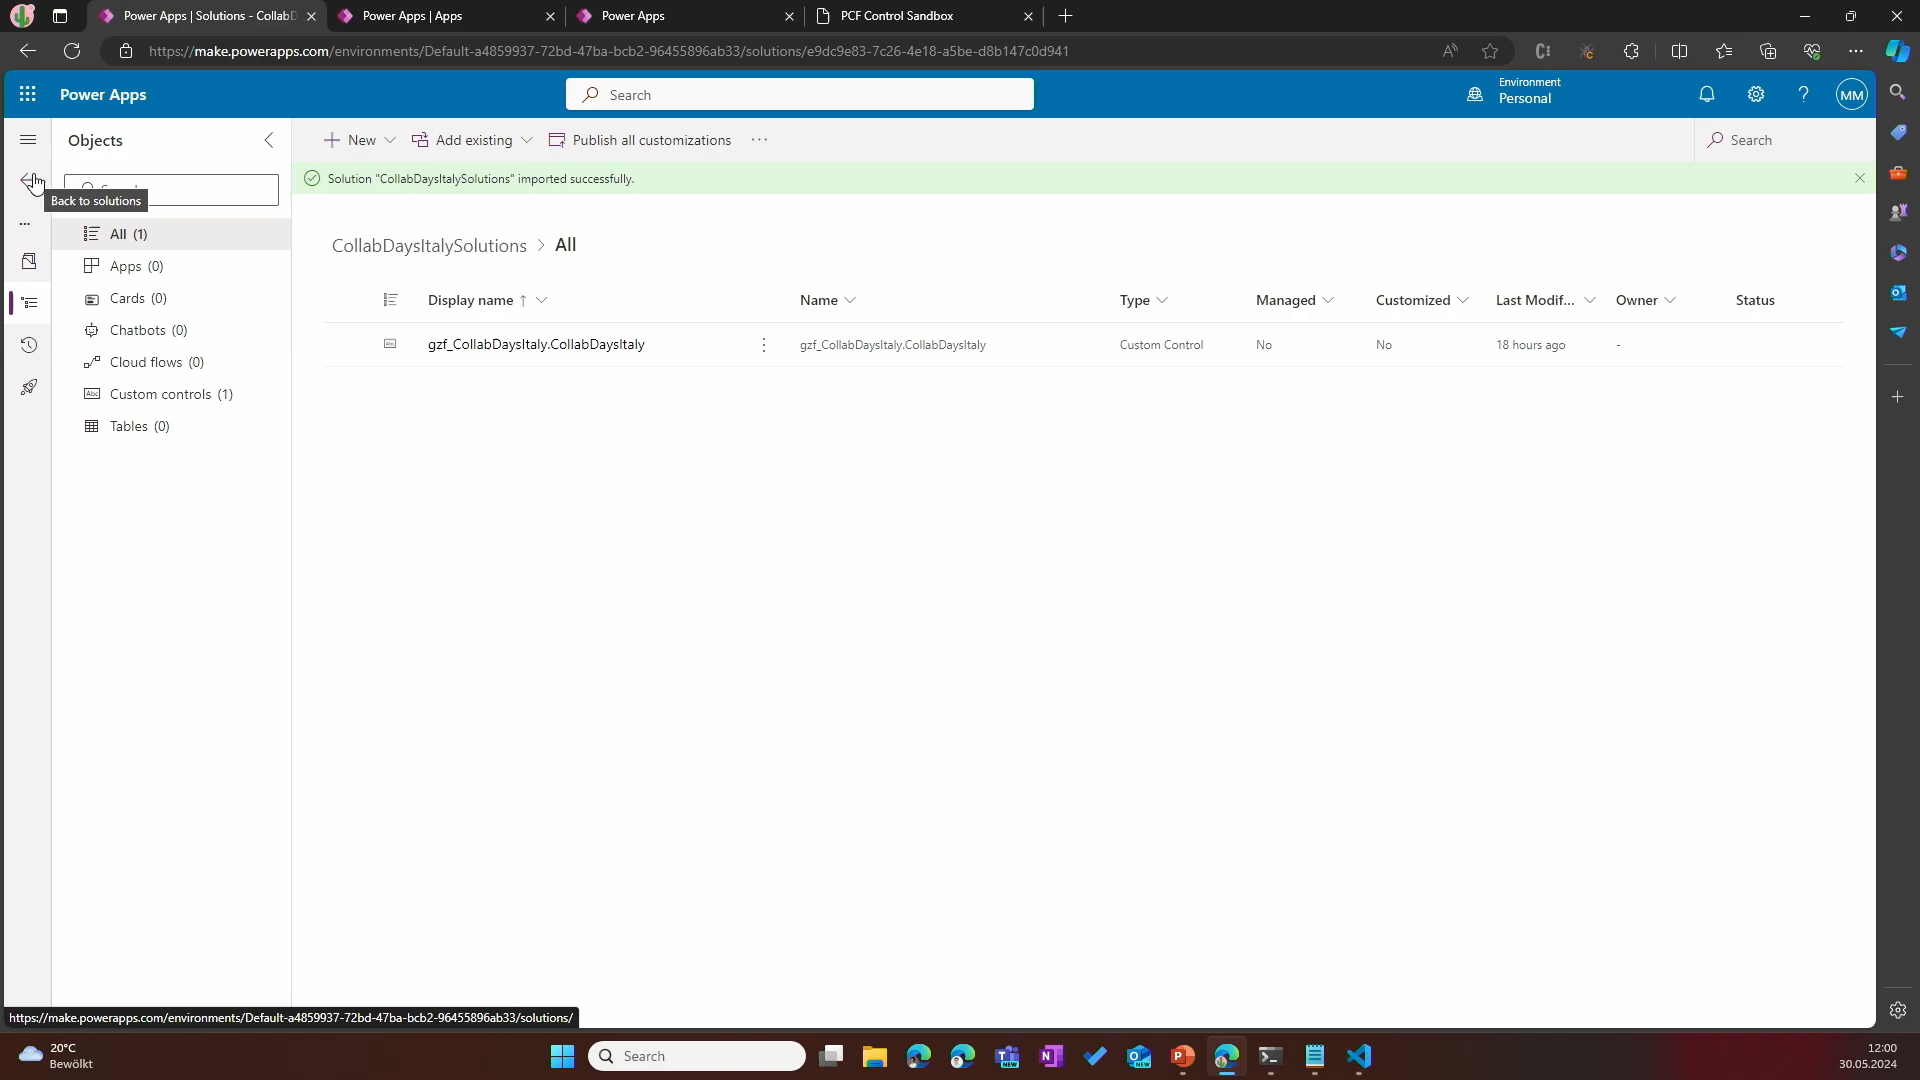 Power Apps | Solutions - CollabD
Power Apps | Apps
Power Apps
PCF Control Sandbox
https://make.powerapps.com/environments/Default-a4859937-72bd-47ba-bcb2-96455896ab33/solutions/e9dc9e83-7c26-4e18-a5be-d8b147c0d941
Power Apps
Search
Environment
Personal
MM
Objects
New
Add existing
Publish all customizations
Search
Back to solutions
Solution "CollabDaysItalySolutions" imported successfully.
CollabDaysItalySolutions > All
All (1)
Apps (0)
Cards (0)
Chatbots (0)
Cloud flows (0)
Custom controls (1)
Tables (0)
Display name ↑
Name
Type
Managed
Customized
Last Modif...
Owner
Status
gzf_CollabDaysItaly.CollabDaysItaly
gzf_CollabDaysItaly.CollabDaysItaly
Custom Control
No
No
18 hours ago
-
https://make.powerapps.com/environments/Default-a4859937-72bd-47ba-bcb2-96455896ab33/solutions/
20°C
Bewölkt
Search
12:00
30.05.2024